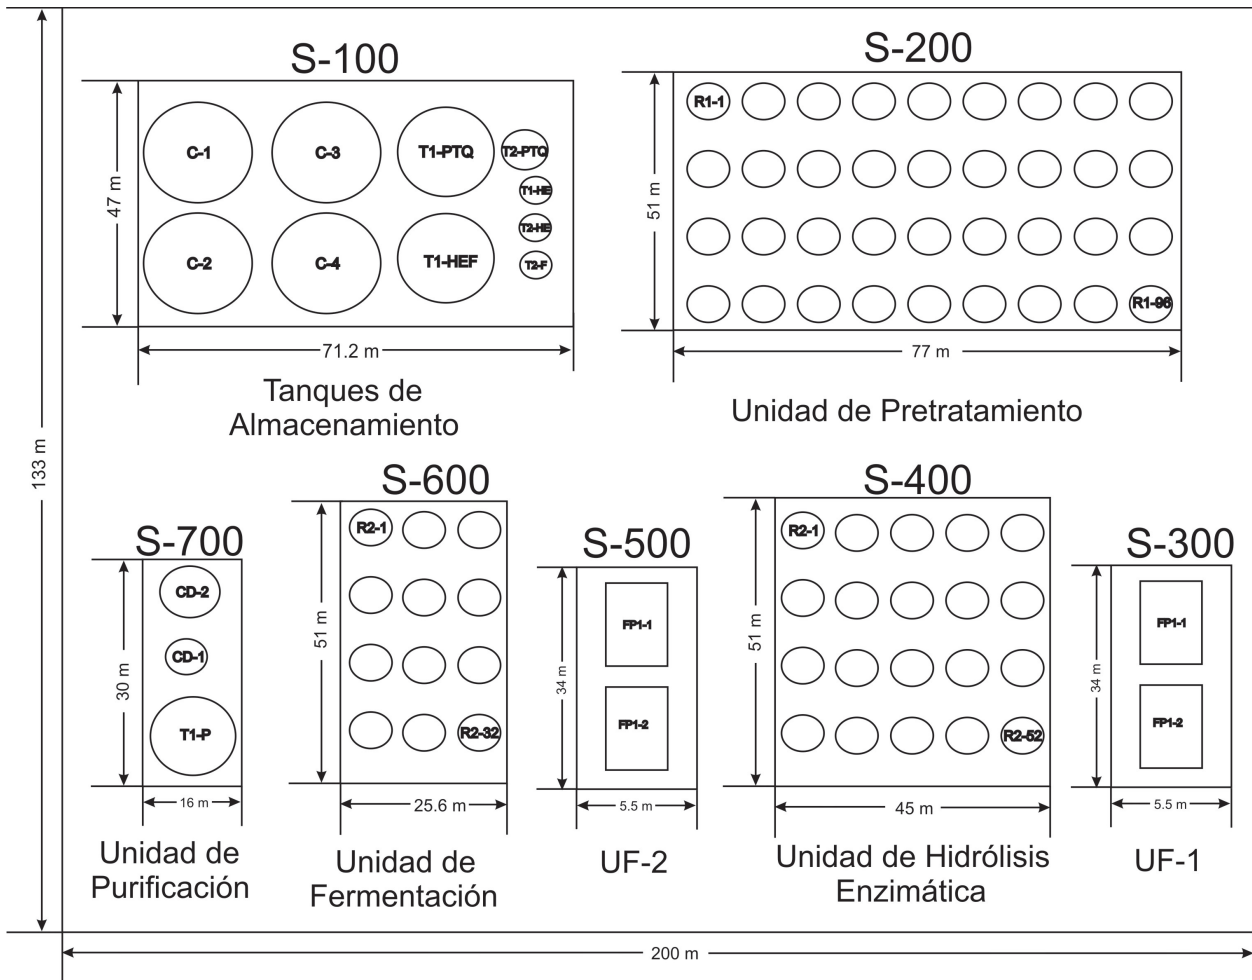 S-100
S-200
C-1
C-3
T1-PTQ
T2-PTQ
T1-HE
C-2
C-4
T1-HEF
T2-HE
T2-F
47 m
71.2 m
Tanques de
Almacenamiento
R1-1
R1-96
51 m
77 m
Unidad de Pretratamiento
133 m
S-700
CD-2
CD-1
T1-P
30 m
16 m
Unidad de
Purificación
S-600
R2-1
R2-32
51 m
25.6 m
Unidad de
Fermentación
S-500
FP1-1
FP1-2
34 m
5.5 m
UF-2
S-400
R2-1
R2-52
51 m
45 m
Unidad de Hidrólisis
Enzimática
S-300
FP1-1
FP1-2
34 m
5.5 m
UF-1
200 m